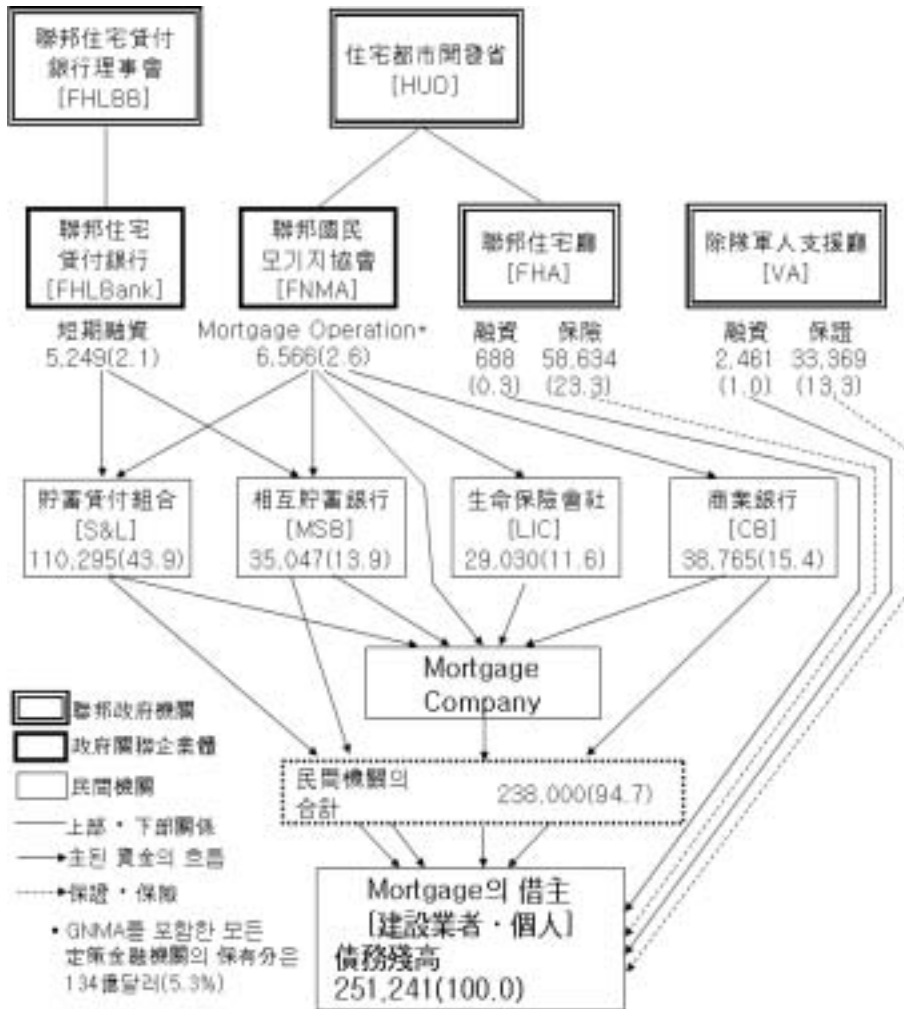 聯邦住宅貸付
銀行理事會
[FHLBB]
住宅都市開發省
[HUD]
聯邦住宅
貸付銀行
[FHLBank]
聯邦國民
모기지協會
[FNMA]
聯邦住宅廳
[FHA]
除隊軍人支援廳
[VA]
短期融資
5,249(2.1)
Mortgage Operation*
6,566(2.6)
融資 保險
688 58,634
(0.3) (23.3)
融資 保證
2,461 33,369
(1.0) (13.3)
貯蓄貸付組合
[S&L]
110,295(43.9)
相互貯蓄銀行
[MSB]
35,047(13.9)
生命保險會社
[LIC]
29,030(11.6)
商業銀行
[CB]
38,765(15.4)
Mortgage
Company
民間機關의
合計
238,000(94.7)
Mortgage의 借主
[建設業者・個人]
債務殘高
251,241(100.0)
聯邦政府機關
政府關聯企業體
民間機關
上部・下部關係
主된 資金의 흐름
保證・保險
• GNMA를 포함한 모든
定策金融機關의 保有分은
134億달러(5.3%)